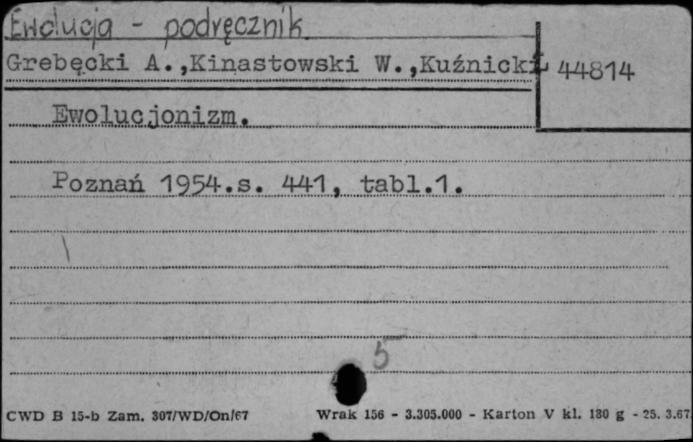 Ewolucja - podręcznik
Grebęcki A.,Kinastowski W.,Kuźnicki L
44814
Ewolucjonizm.
Poznań 1954.s. 441, tabl.1.
5
CWD B 15-b Zam. 307/WD/On/67 Wrak 156 - 3.305.000 - Karton V kl. 180 g - 25. 3.67